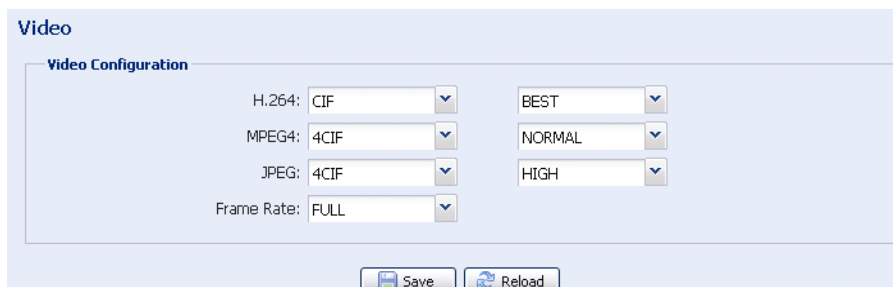 Video
Video Configuration
H.264: CIF BEST
MPEG4: 4CIF NORMAL
JPEG: 4CIF HIGH
Frame Rate: FULL
Save Reload